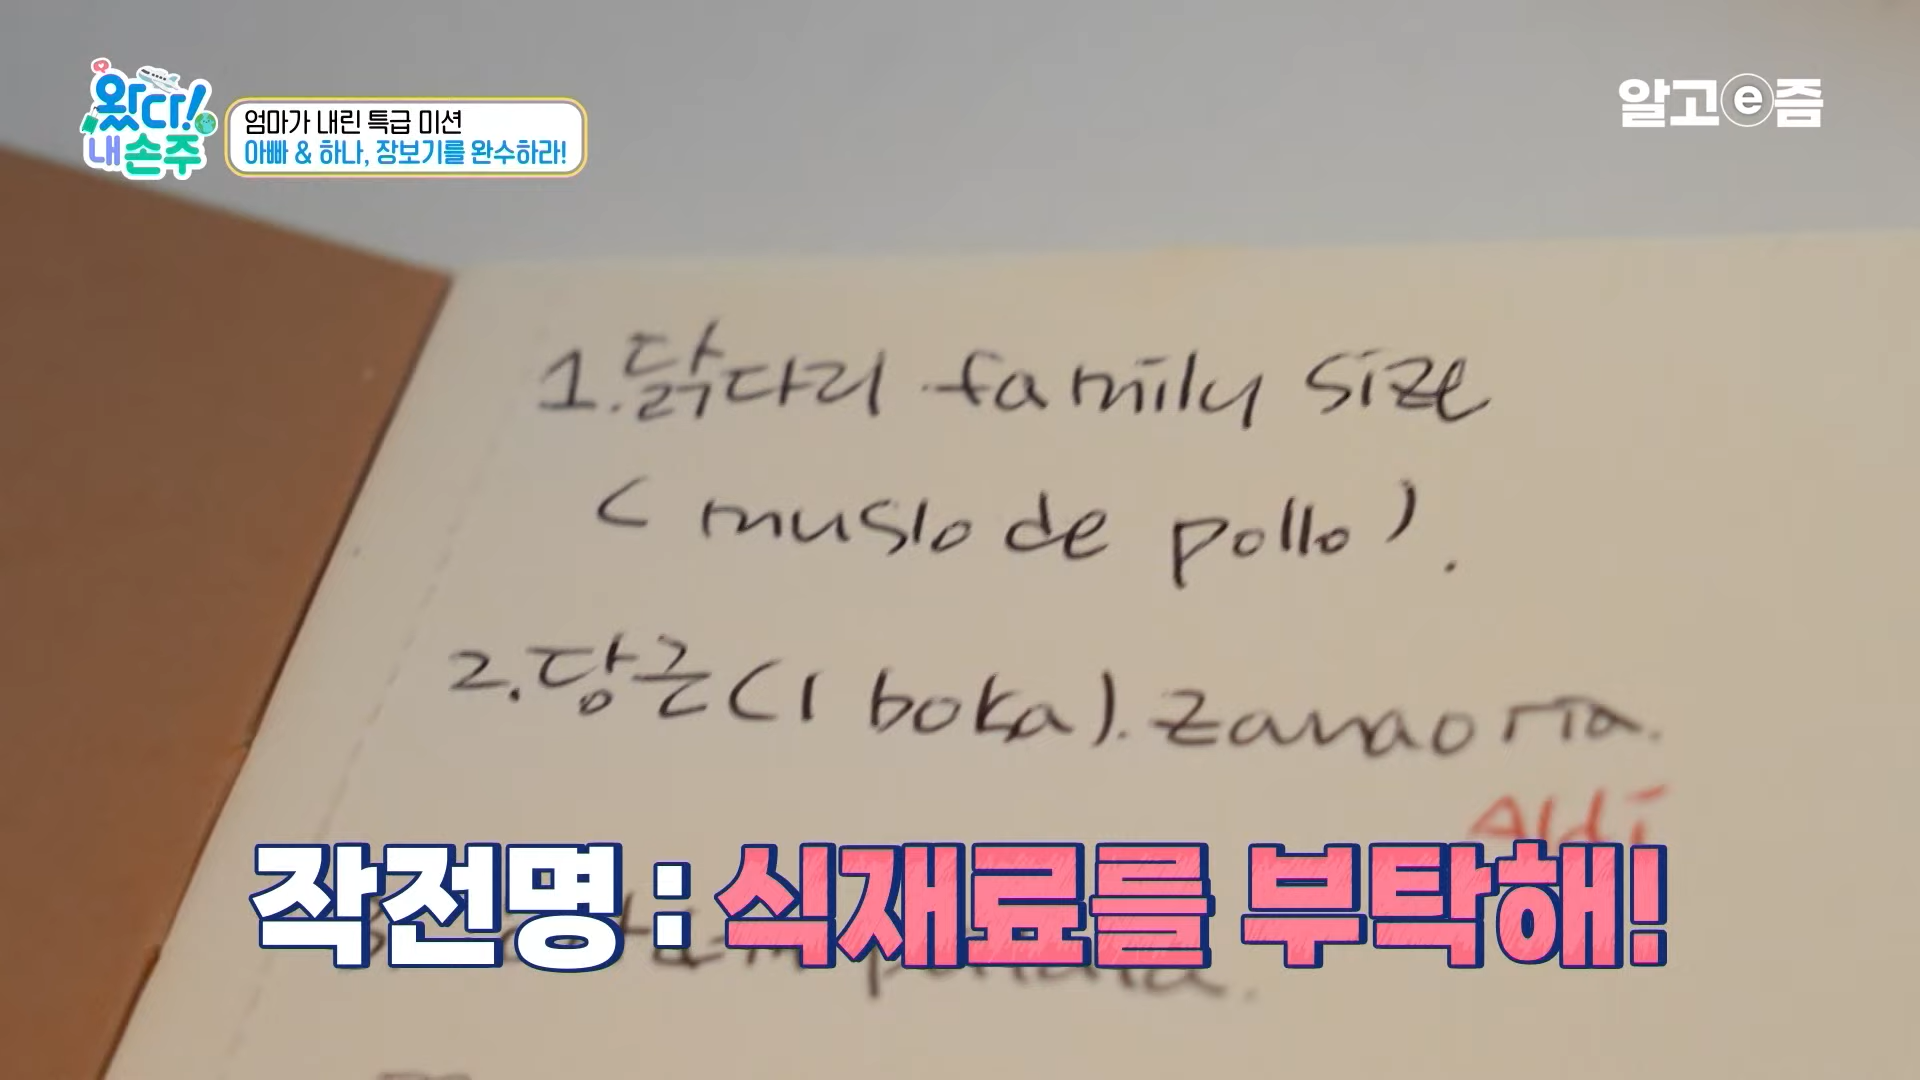 왔다!
내손주
엄마가 내린 특급 미션
아빠 & 하나, 장보기를 완수하라!
알고e즘
1. 닭다리 family size
(muslo de pollo).
2. 당근(1 boka). zanaoria.
Aldi
작전명 : 식재료를 부탁해!